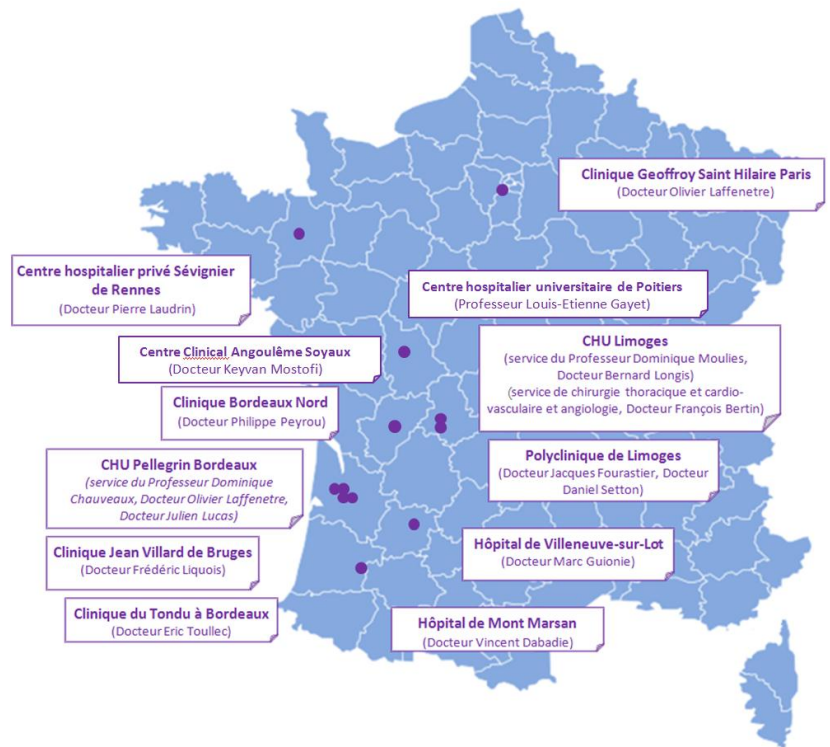 Clinique Geoffroy Saint Hilaire Paris
(Docteur Olivier Laffenetre)
Centre hospitalier privé Sévignier
de Rennes
(Docteur Pierre Laudrin)
Centre hospitalier universitaire de Poitiers
(Professeur Louis-Etienne Gayet)
Centre Clinical Angoulême Soyaux
(Docteur Keyvan Mostofi)
CHU Limoges
(service du Professeur Dominique Moulies,
Docteur Bernard Longis)
(service de chirurgie thoracique et cardio-
vasculaire et angiologie, Docteur François Bertin)
Clinique Bordeaux Nord
(Docteur Philippe Peyrou)
CHU Pellegrin Bordeaux
(service du Professeur Dominique
Chauveaux, Docteur Olivier Laffenetre,
Docteur Julien Lucas)
Polyclinique de Limoges
(Docteur Jacques Fourastier, Docteur
Daniel Setton)
Clinique Jean Villard de Bruges
(Docteur Frédéric Liquois)
Hôpital de Villeneuve-sur-Lot
(Docteur Marc Guionie)
Clinique du Tondu à Bordeaux
(Docteur Eric Toullec)
Hôpital de Mont Marsan
(Docteur Vincent Dabadie)